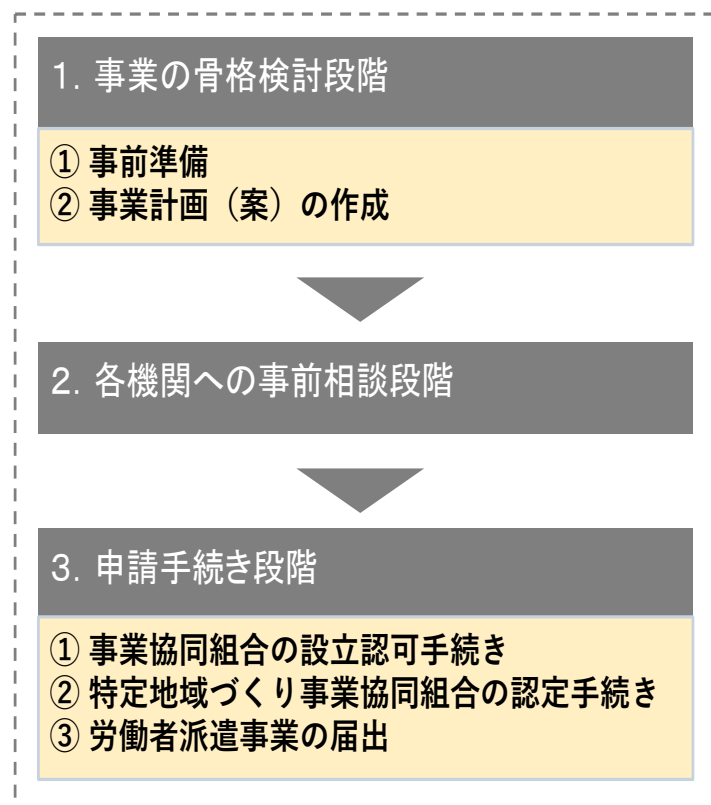 1. 事業の骨格検討段階
① 事前準備
② 事業計画（案）の作成
2. 各機関への事前相談段階
3. 申請手続き段階
① 事業協同組合の設立認可手続き
② 特定地域づくり事業協同組合の認定手続き
③ 労働者派遣事業の届出